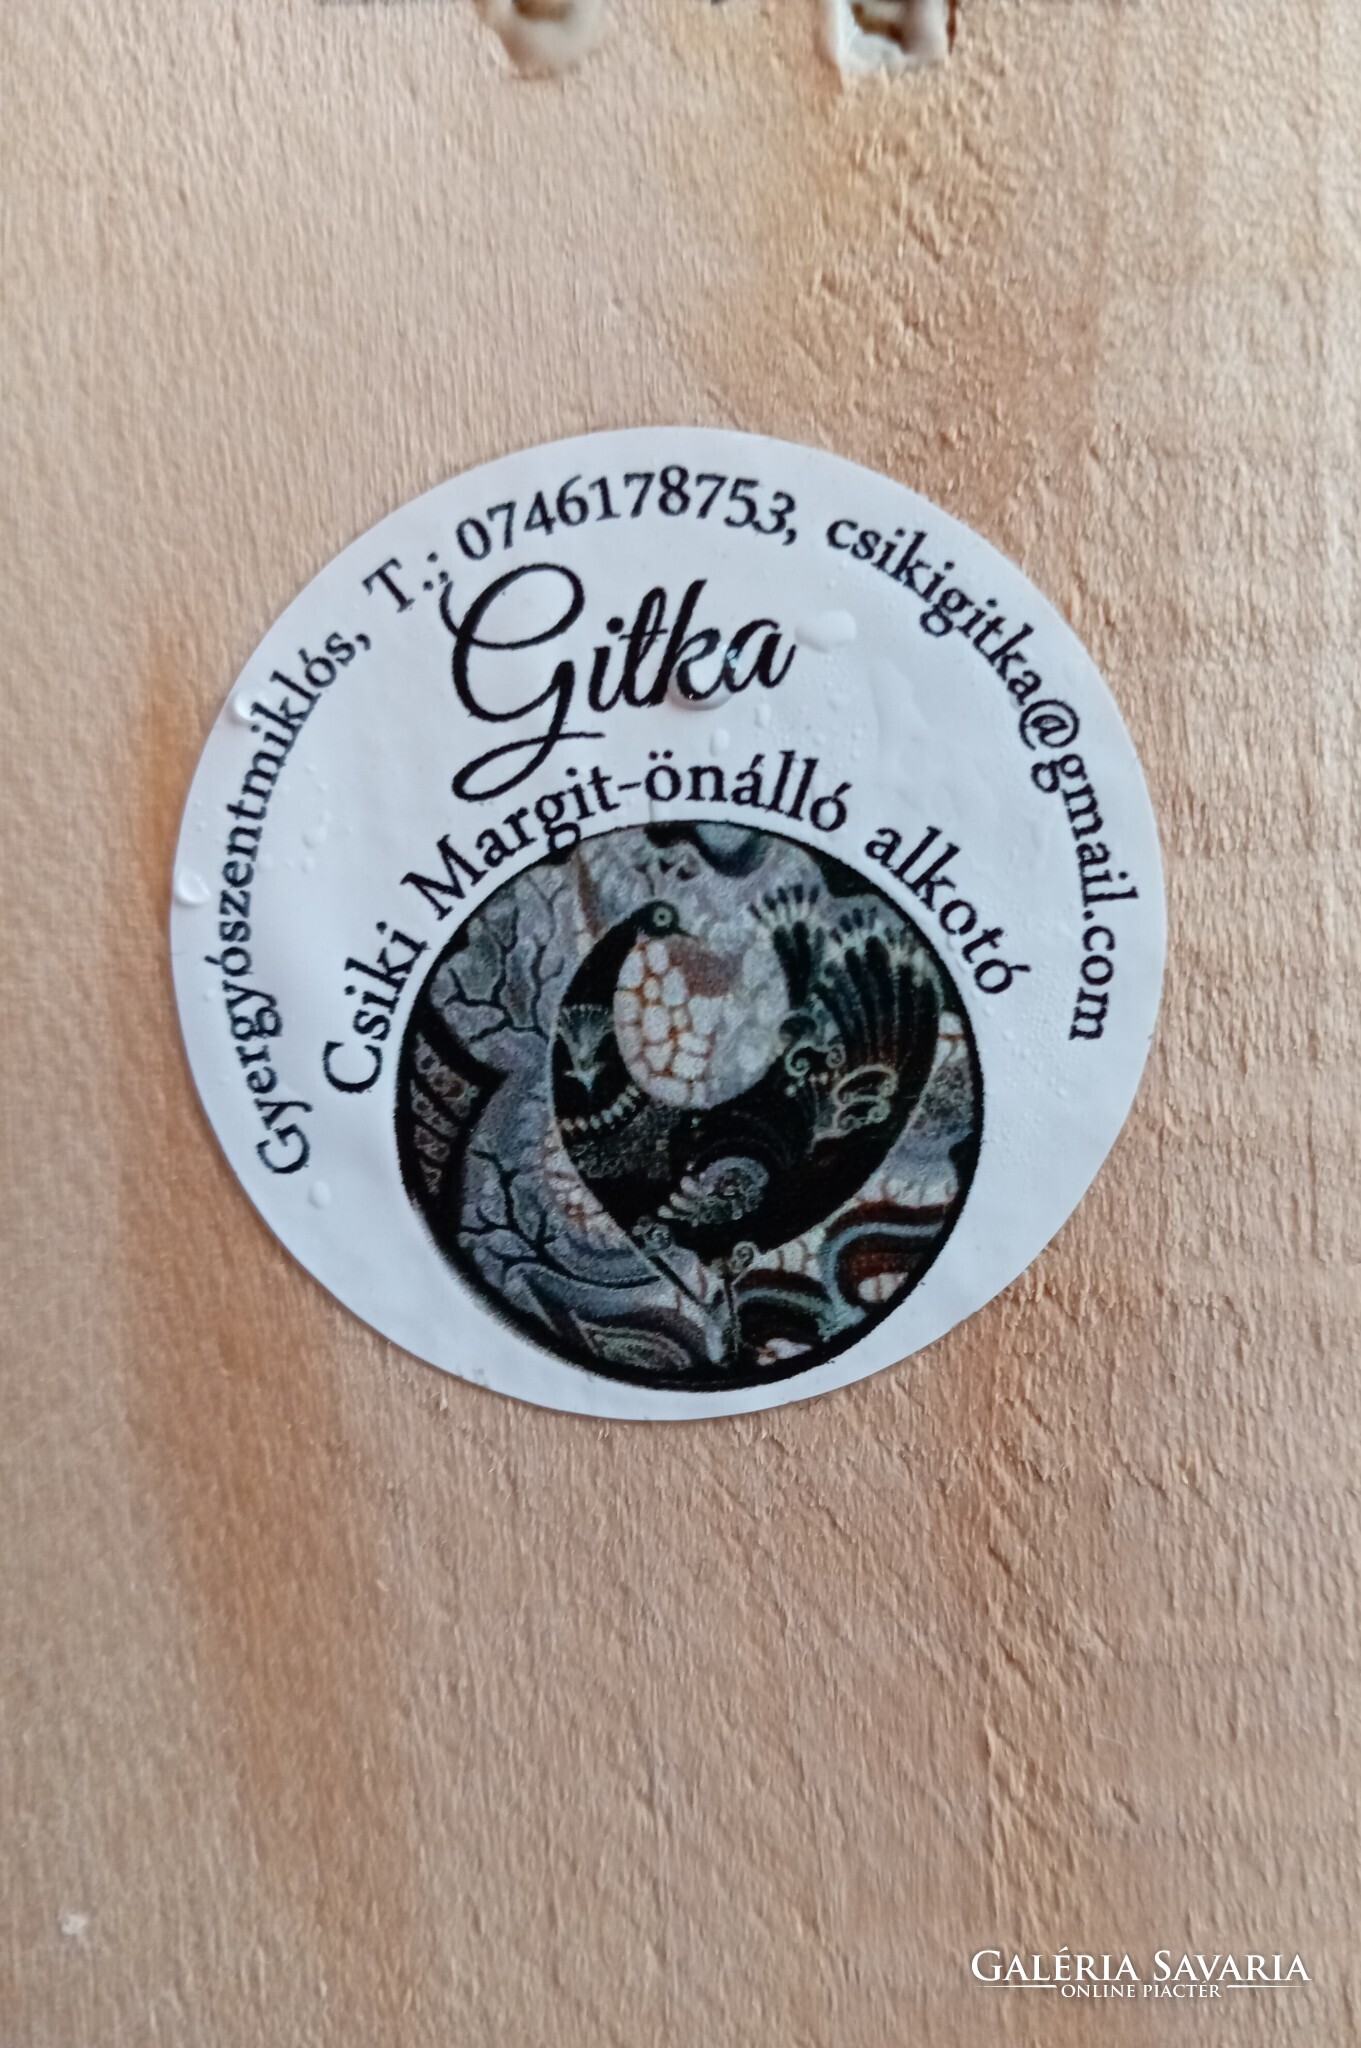 Gyergyószentmiklós, T.: 0746178753, csikigitka@gmail.com
Gitka
Csiki Margit-önálló alkotó
GALÉRIA SAVARIA
ONLINE PIACTÉR